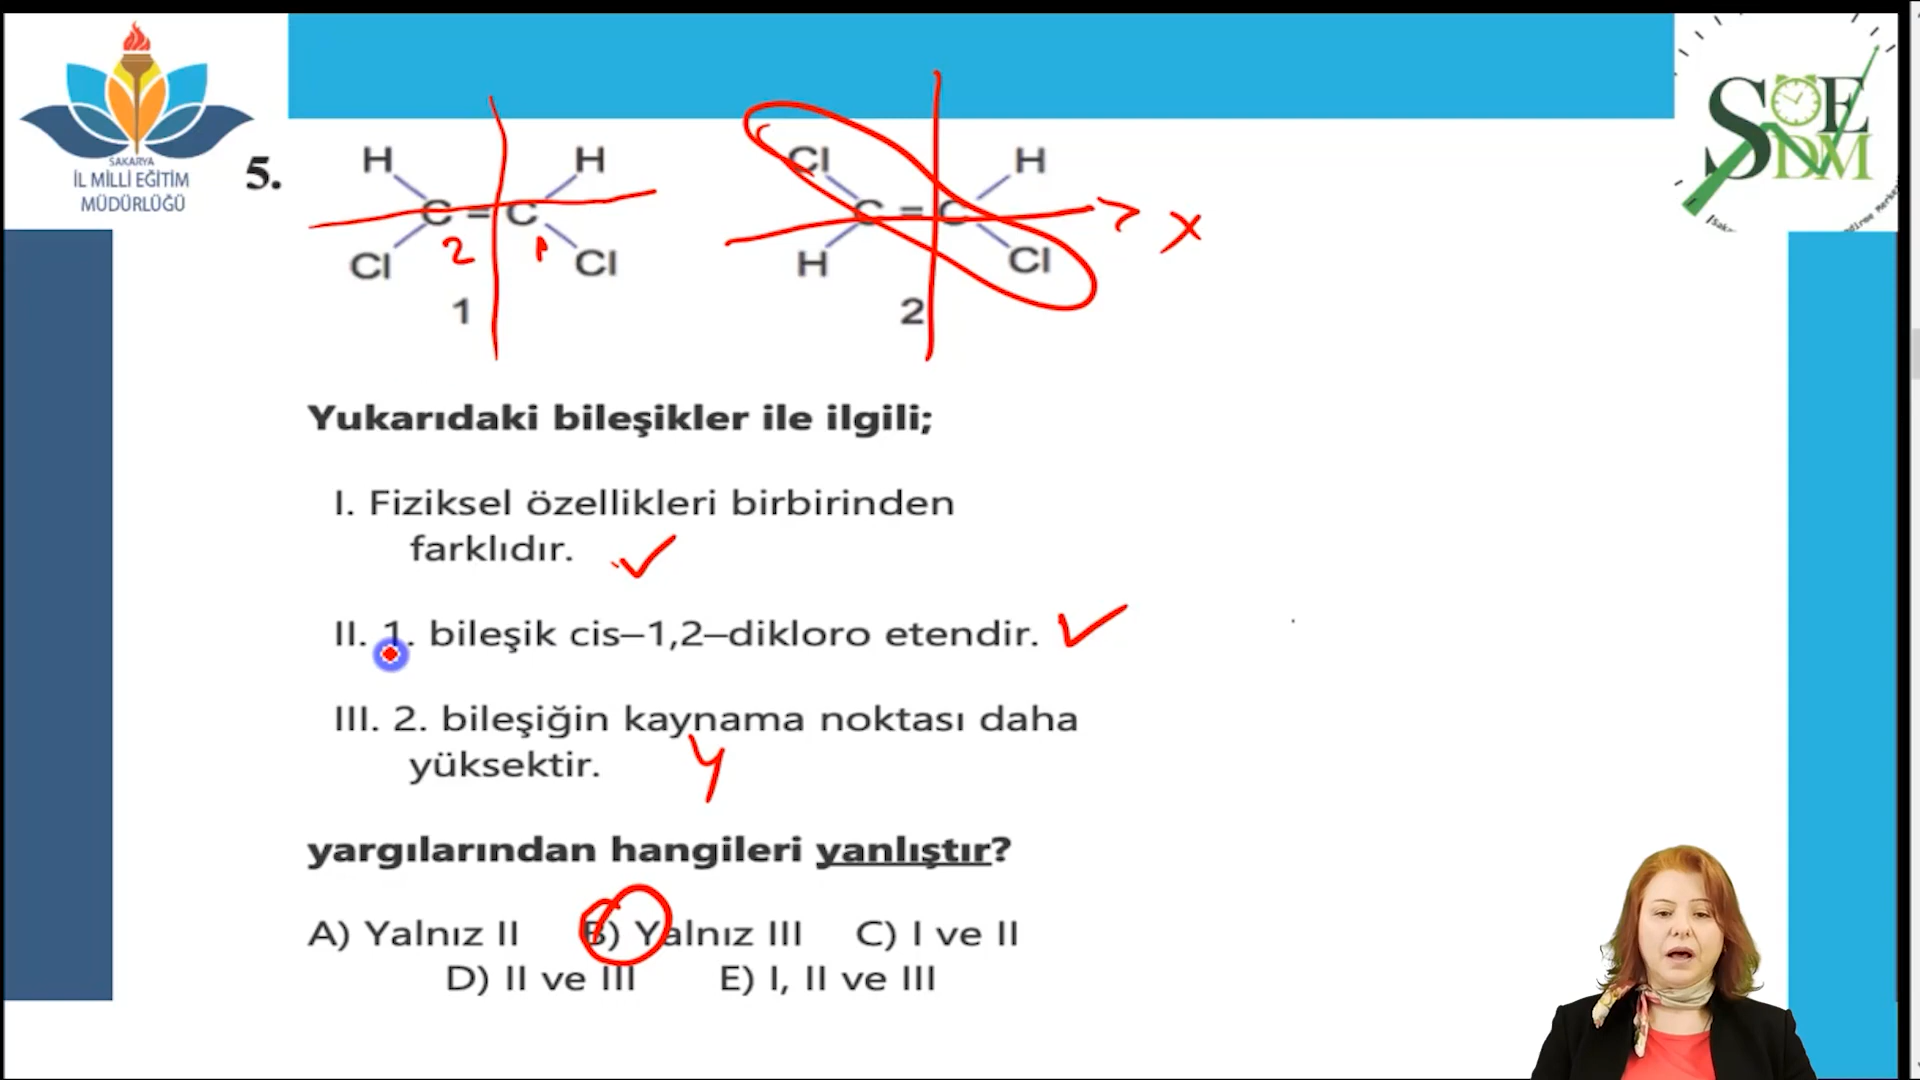 SAKARYA
İL MİLLİ EĞİTİM
MÜDÜRLÜĞÜ
SOE
DM
5.
H H
C = C
2 1
Cl Cl
1
Cl H
C = C
H Cl
2
x
Yukarıdaki bileşikler ile ilgili;
I. Fiziksel özellikleri birbirinden
farklıdır.
II. 1. bileşik cis–1,2–dikloro etendir.
III. 2. bileşiğin kaynama noktası daha
yüksektir.
y
yargılarından hangileri yanlıştır?
A) Yalnız II B) Yalnız III C) I ve II
D) II ve III E) I, II ve III